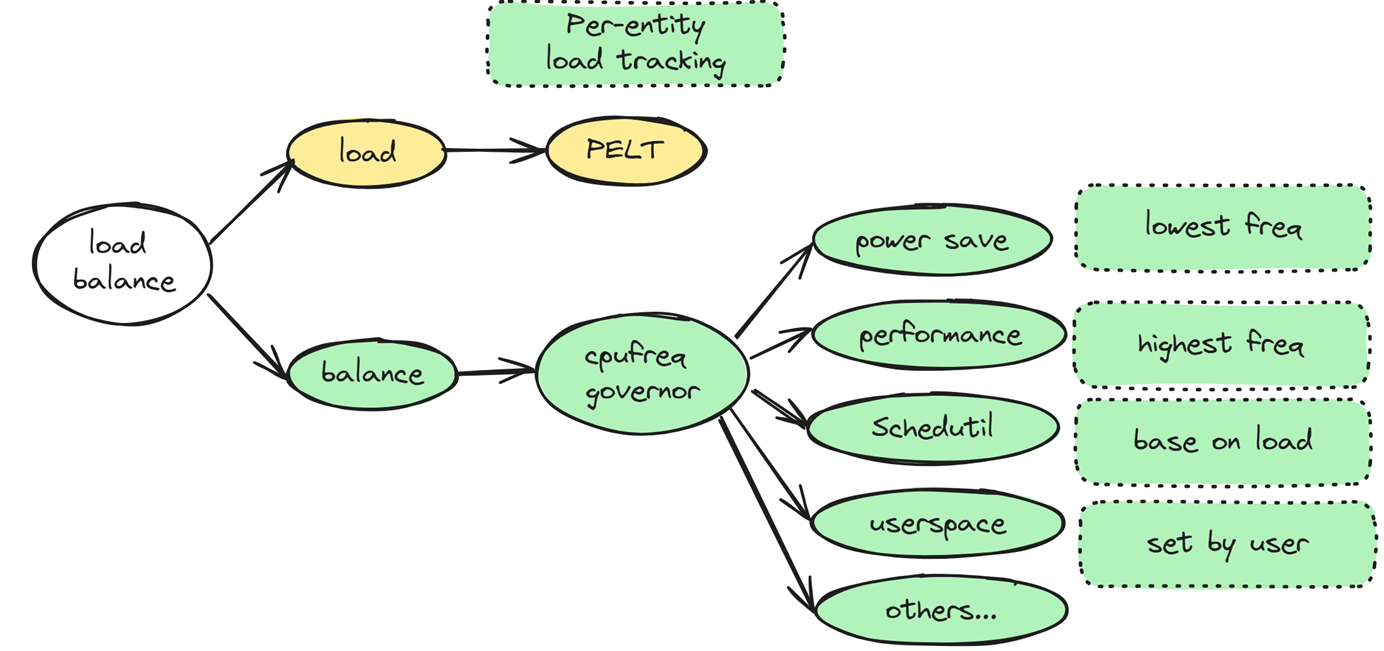 Per-entity
load tracking
load
PELT
load
balance
power save
lowest freq
performance
highest freq
balance
cpufreq
governor
Schedutil
base on load
userspace
set by user
others...